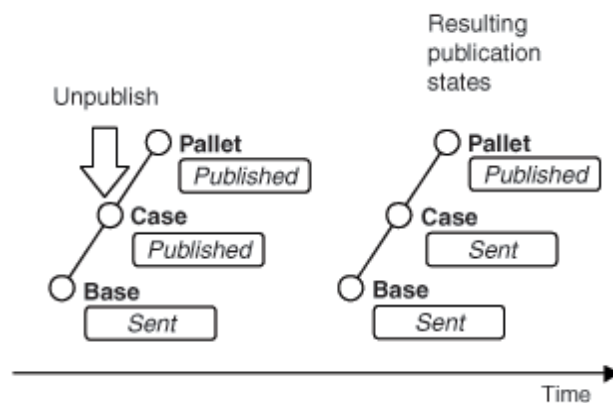 Resulting
publication
states
Unpublish
Pallet
Published
Case
Published
Base
Sent
Pallet
Published
Case
Sent
Base
Sent
Time